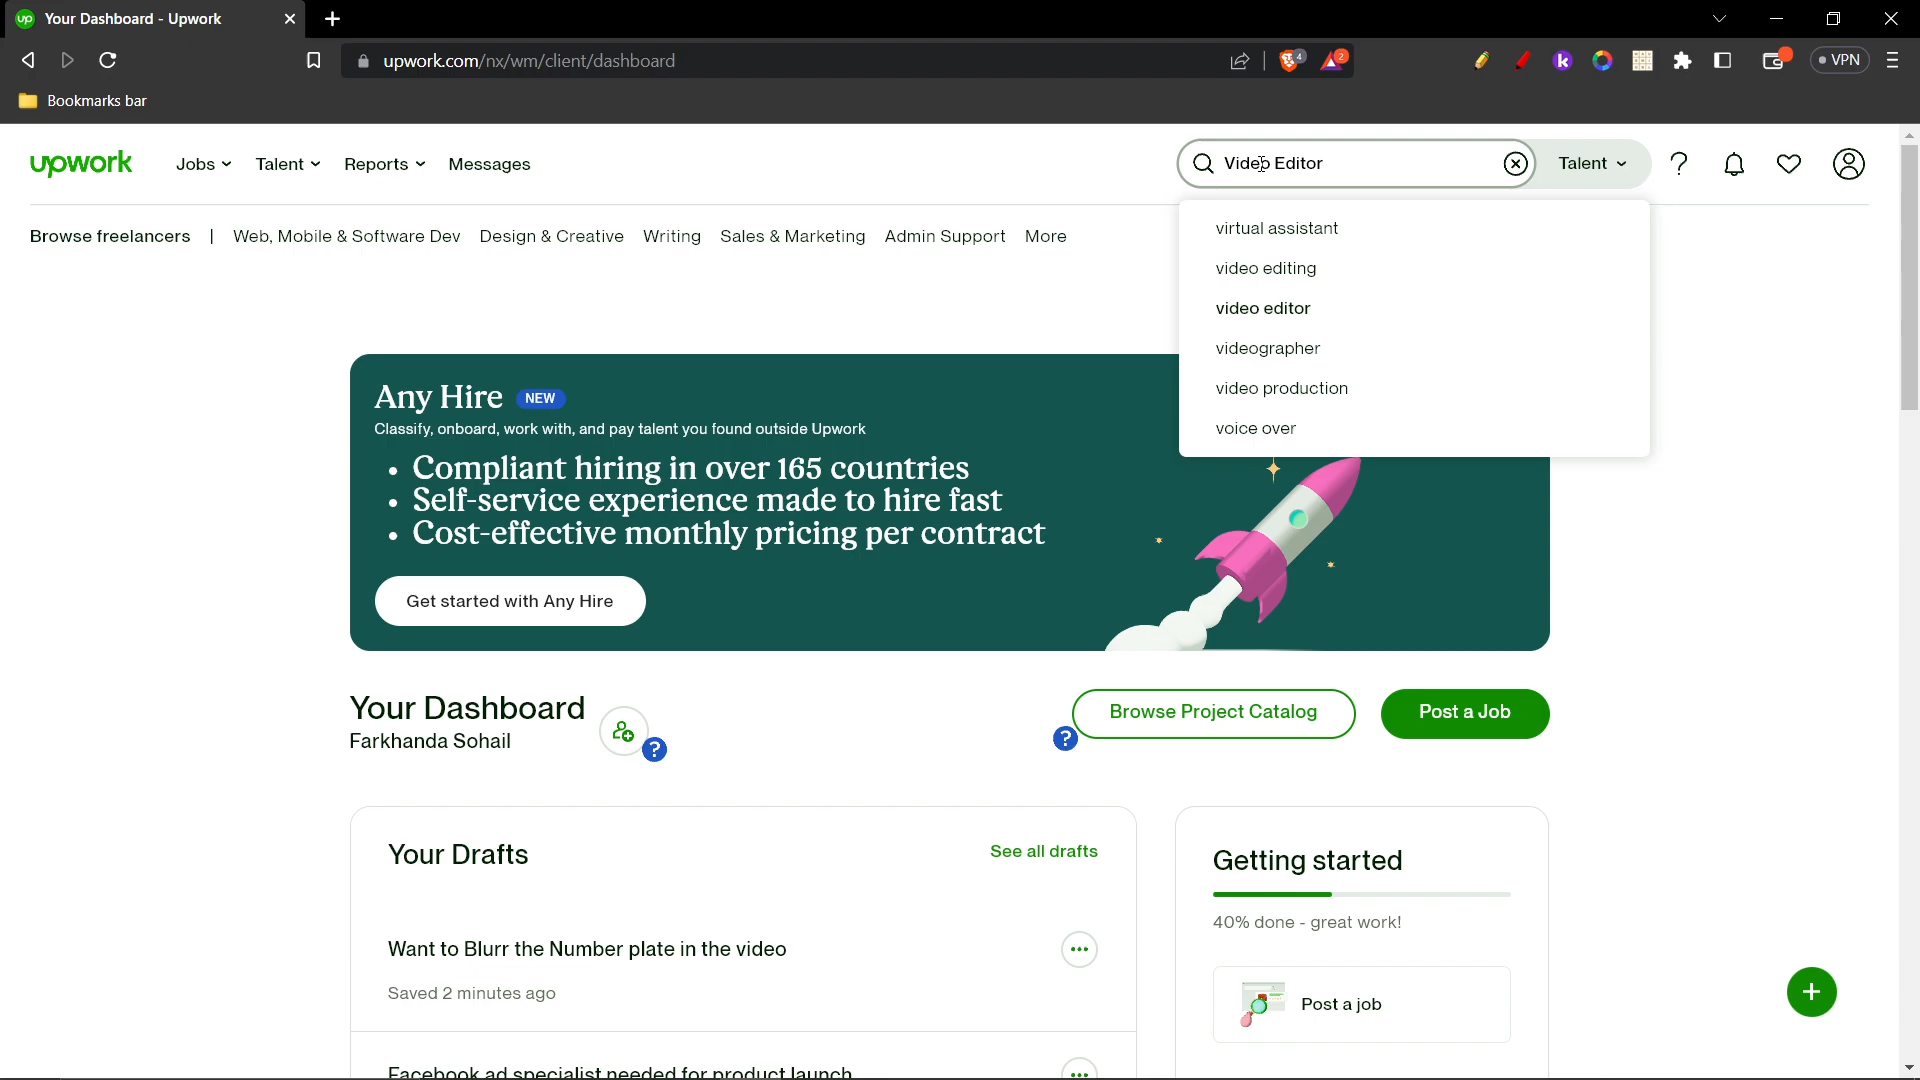 Your Dashboard - Upwork
upwork.com/nx/wm/client/dashboard
4
2
VPN
Bookmarks bar
upwork
Jobs
Talent
Reports
Messages
Video Editor
Talent
?
Browse freelancers | Web, Mobile & Software Dev Design & Creative Writing Sales & Marketing Admin Support More
virtual assistant
video editing
video editor
videographer
video production
voice over
Any Hire NEW
Classify, onboard, work with, and pay talent you found outside Upwork
• Compliant hiring in over 165 countries
• Self-service experience made to hire fast
• Cost-effective monthly pricing per contract
Get started with Any Hire
Your Dashboard
Farkhanda Sohail
?
?
Browse Project Catalog
Post a Job
Your Drafts
See all drafts
Want to Blurr the Number plate in the video
Saved 2 minutes ago
Facebook ad specialist needed for product launch
Getting started
40% done - great work!
Post a job